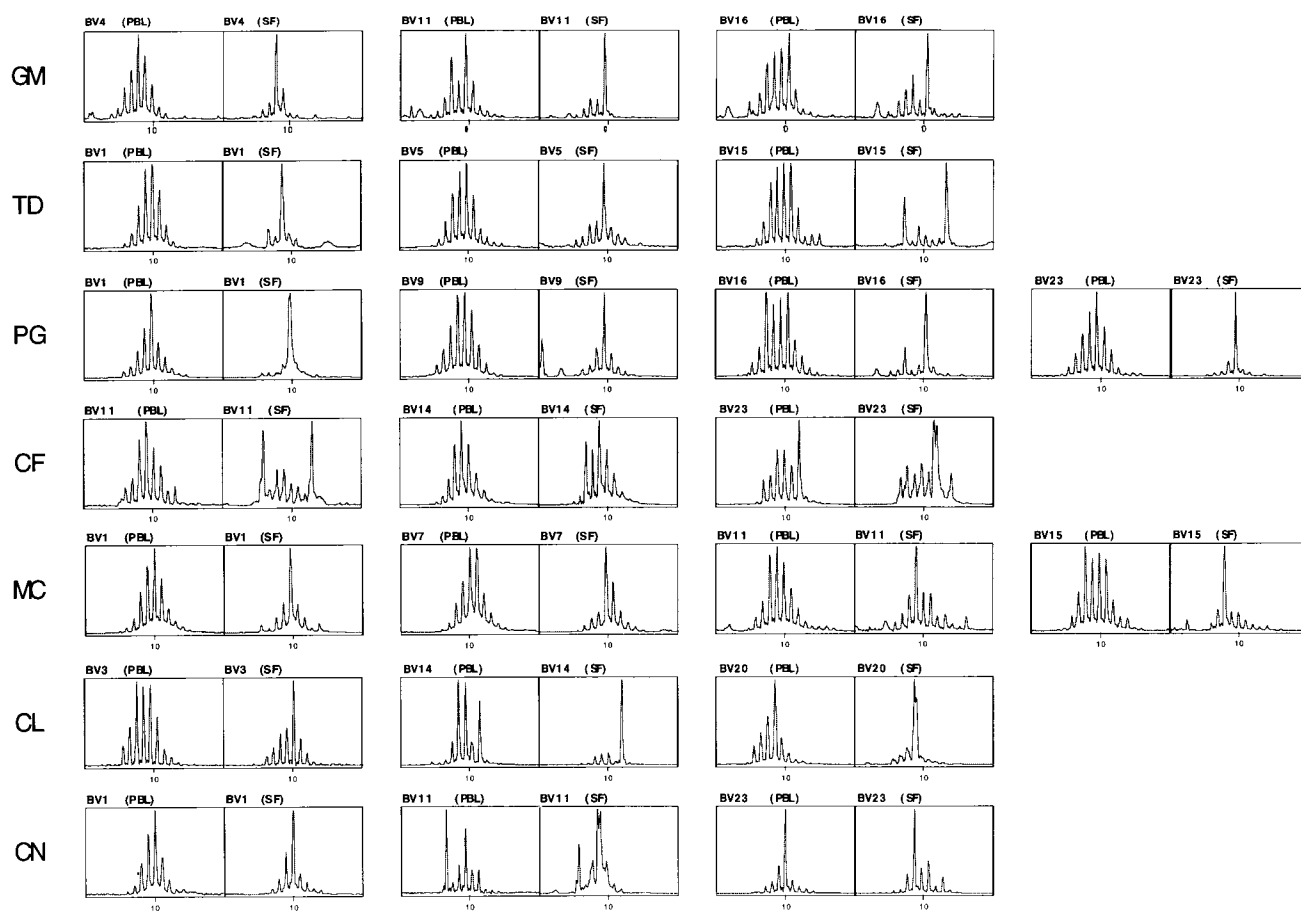 BV4 (PBL) BV4 (SF) BV11 (PBL) BV11 (SF) BV16 (PBL) BV16 (SF)
GM
10 10 0 0 0 0
BV1 (PBL) BV1 (SF) BV5 (PBL) BV5 (SF) BV15 (PBL) BV15 (SF)
TD
10 10 10 10 10 10
BV1 (PBL) BV1 (SF) BV9 (PBL) BV9 (SF) BV16 (PBL) BV16 (SF) BV23 (PBL) BV23 (SF)
PG
10 10 10 10 10 10 10 10
BV11 (PBL) BV11 (SF) BV14 (PBL) BV14 (SF) BV23 (PBL) BV23 (SF)
CF
10 10 10 10 10 10
BV1 (PBL) BV1 (SF) BV7 (PBL) BV7 (SF) BV11 (PBL) BV11 (SF) BV15 (PBL) BV15 (SF)
MC
10 10 10 10 10 10 10 10
BV3 (PBL) BV3 (SF) BV14 (PBL) BV14 (SF) BV20 (PBL) BV20 (SF)
CL
10 10 10 10 10 10
BV1 (PBL) BV1 (SF) BV11 (PBL) BV11 (SF) BV23 (PBL) BV23 (SF)
CN
10 10 10 10 10 10